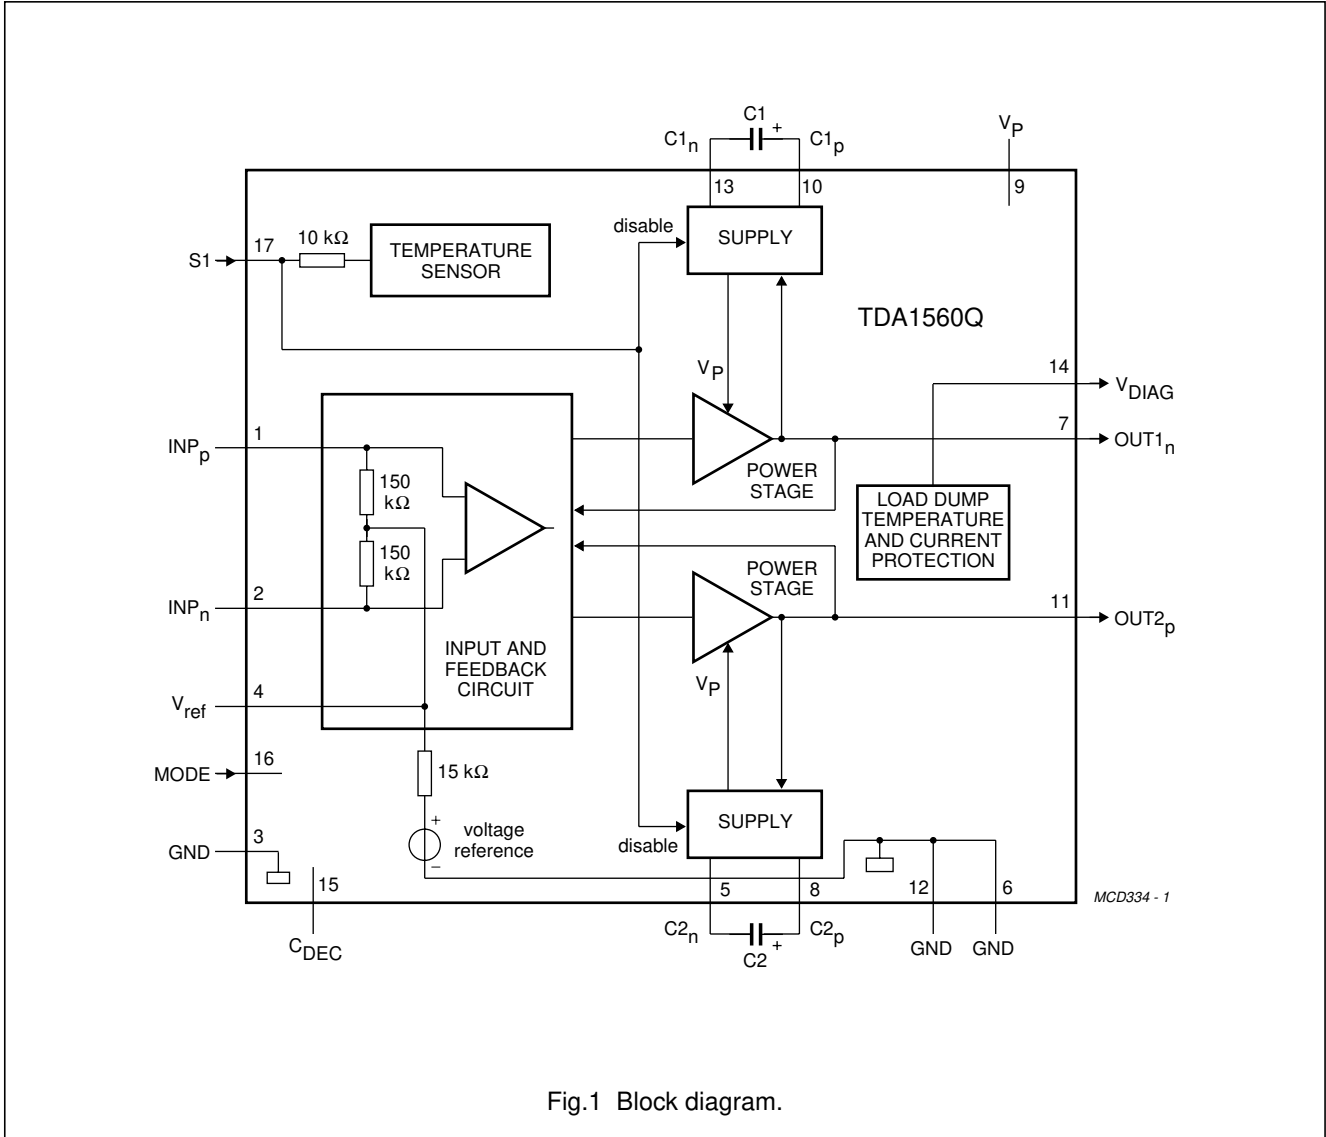 C1
+
C1n
C1p
VP
13
10
9
disable
SUPPLY
S1
17
10 kΩ
TEMPERATURE
SENSOR
TDA1560Q
VP
14
VDIAG
INPp
1
7
OUT1n
150
kΩ
POWER
STAGE
LOAD DUMP
TEMPERATURE
AND CURRENT
PROTECTION
150
kΩ
POWER
STAGE
INPn
2
11
OUT2p
INPUT AND
FEEDBACK
CIRCUIT
VP
Vref
4
MODE
16
15 kΩ
+
voltage
reference
–
SUPPLY
disable
GND
3
15
5
8
12
6
MCD334 - 1
CDEC
C2n
C2p
+
C2
GND
GND
Fig.1 Block diagram.